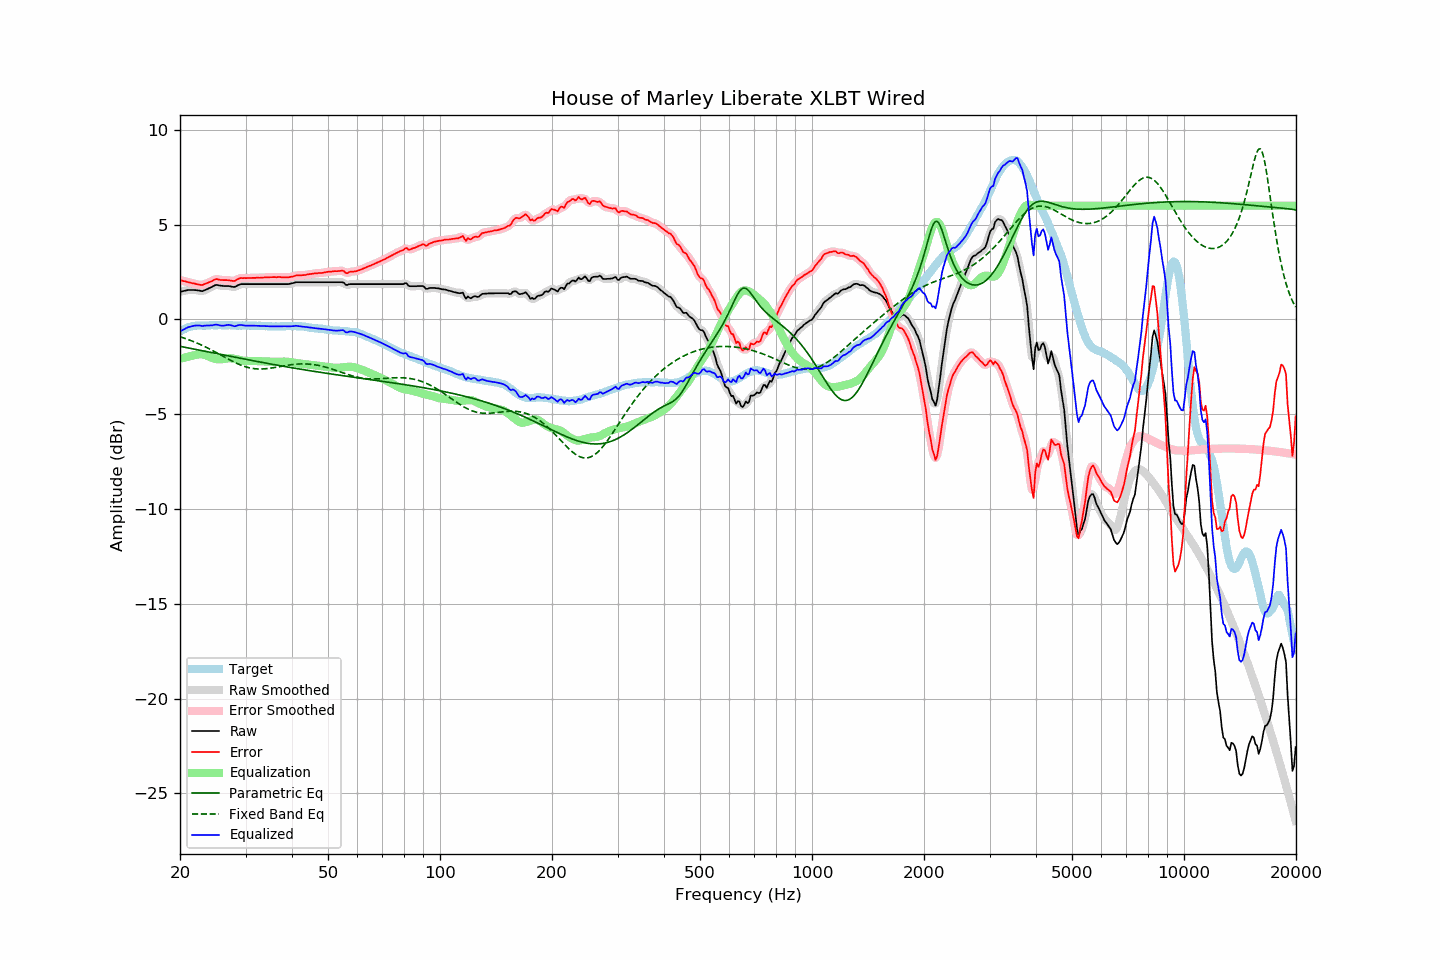 House of Marley Liberate XLBT Wired
10
5
0
−5
−10
−15
−20
−25
Amplitude (dBr)
Target
Raw Smoothed
Error Smoothed
Raw
Error
Equalization
Parametric Eq
Fixed Band Eq
Equalized
20 50 100 200 500 1000 2000 5000 10000 20000
Frequency (Hz)